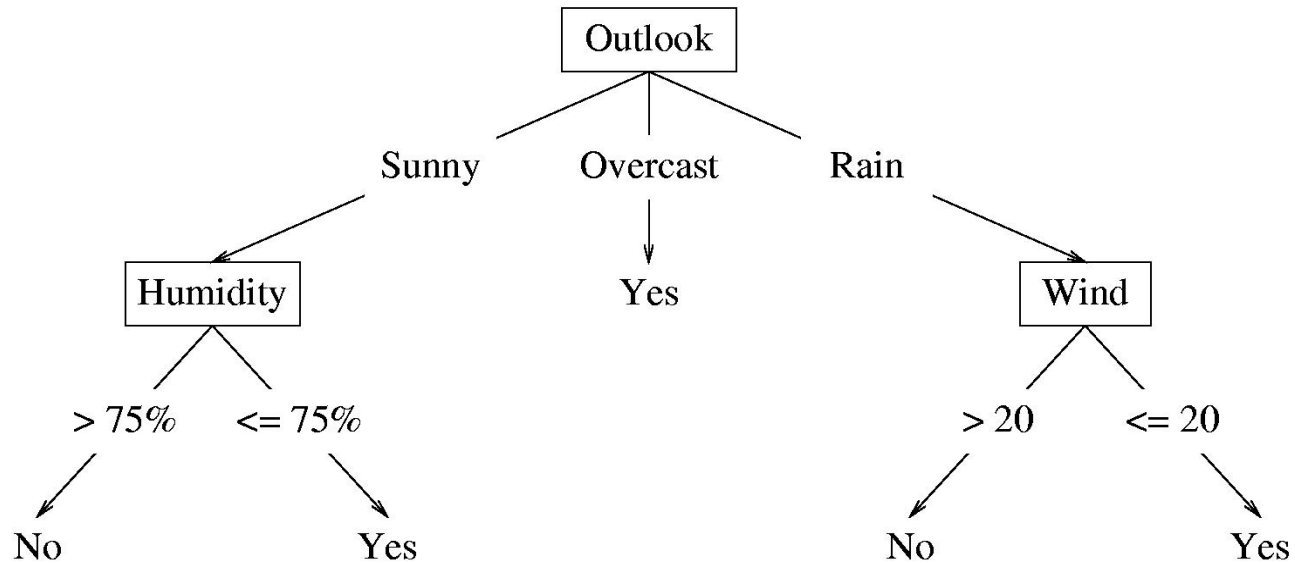 Outlook
Sunny Overcast Rain
Humidity Yes Wind
> 75% <= 75% > 20 <= 20
No Yes No Yes